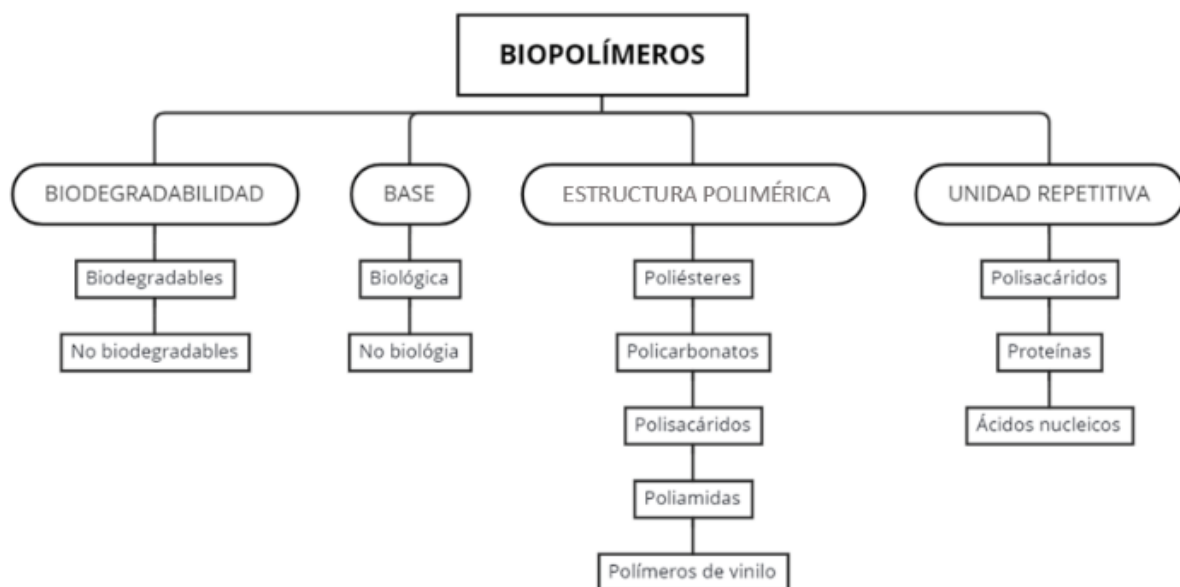 BIOPOLÍMEROS
BIODEGRADABILIDAD
BASE
ESTRUCTURA POLIMÉRICA
UNIDAD REPETITIVA
Biodegradables
Biológica
Poliésteres
Polisacáridos
No biodegradables
No biológia
Policarbonatos
Proteínas
Polisacáridos
Ácidos nucleicos
Poliamidas
Polímeros de vinilo